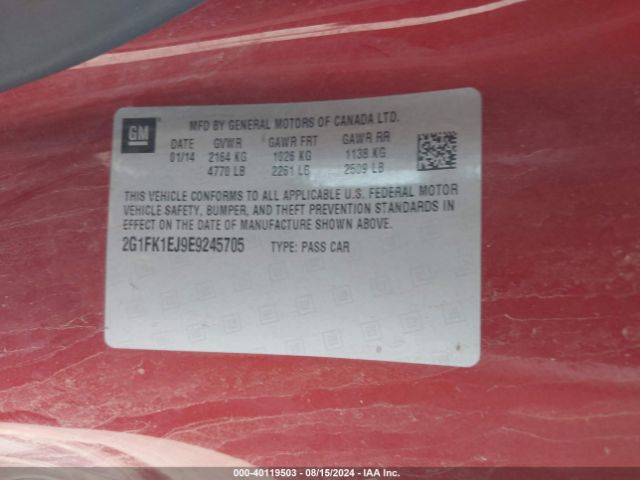 GM
MFD BY GENERAL MOTORS OF CANADA LTD.
DATE GVWR GAWR FRT GAWR RR
01/14 2164 KG 1026 KG 1138 KG
4770 LB 2261 LB 2509 LB
THIS VEHICLE CONFORMS TO ALL APPLICABLE U.S. FEDERAL MOTOR
VEHICLE SAFETY, BUMPER, AND THEFT PREVENTION STANDARDS IN
EFFECT ON THE DATE OF MANUFACTURE SHOWN ABOVE.
2G1FK1EJ9E9245705 TYPE: PASS CAR
000-40119503 - 08/15/2024 - IAA Inc.